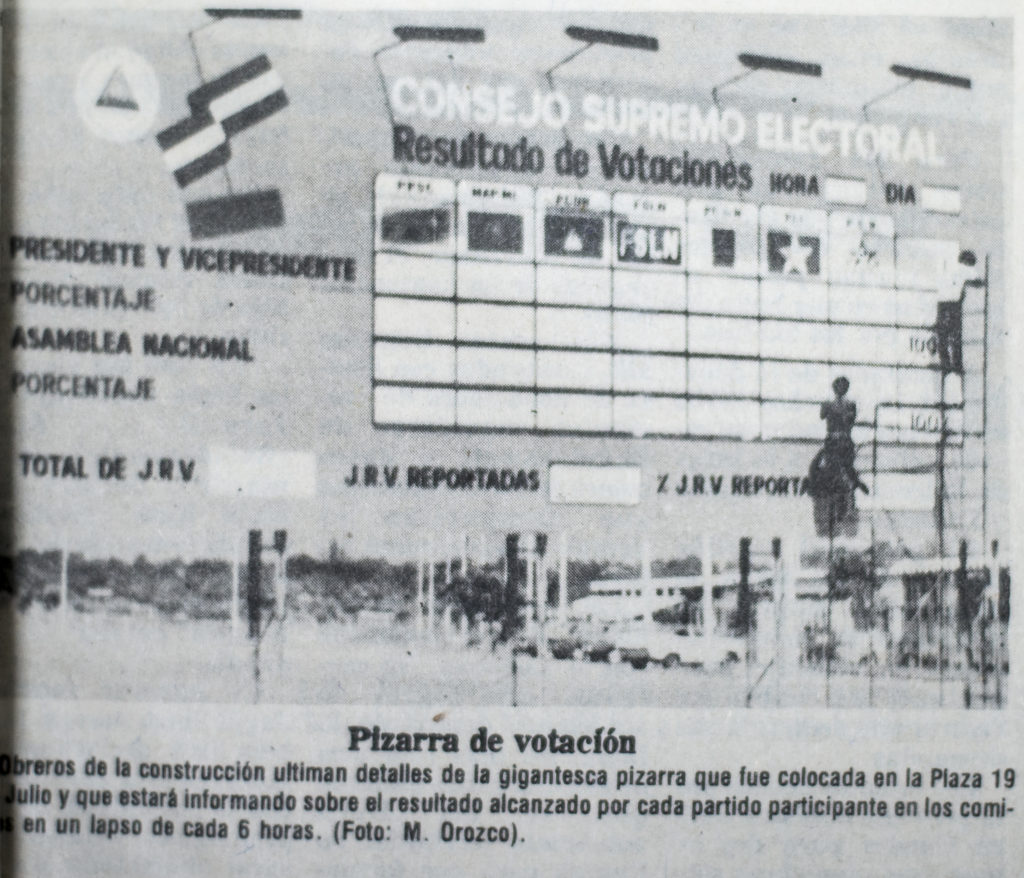 CONSEJO SUPREMO ELECTORAL
Resultado de Votaciones HORA DIA
FSLN
FSLN
PRESIDENTE Y VICEPRESIDENTE
PORCENTAJE
ASAMBLEA NACIONAL
100
PORCENTAJE
100%
TOTAL DE J.R.V.
J.R.V. REPORTADAS
% J.R.V REPORTA
Pizarra de votación
Obreros de la construcción ultiman detalles de la gigantesca pizarra que fue colocada en la Plaza 19
Julio y que estará informando sobre el resultado alcanzado por cada partido participante en los comi-
s en un lapso de cada 6 horas. (Foto: M. Orozco).